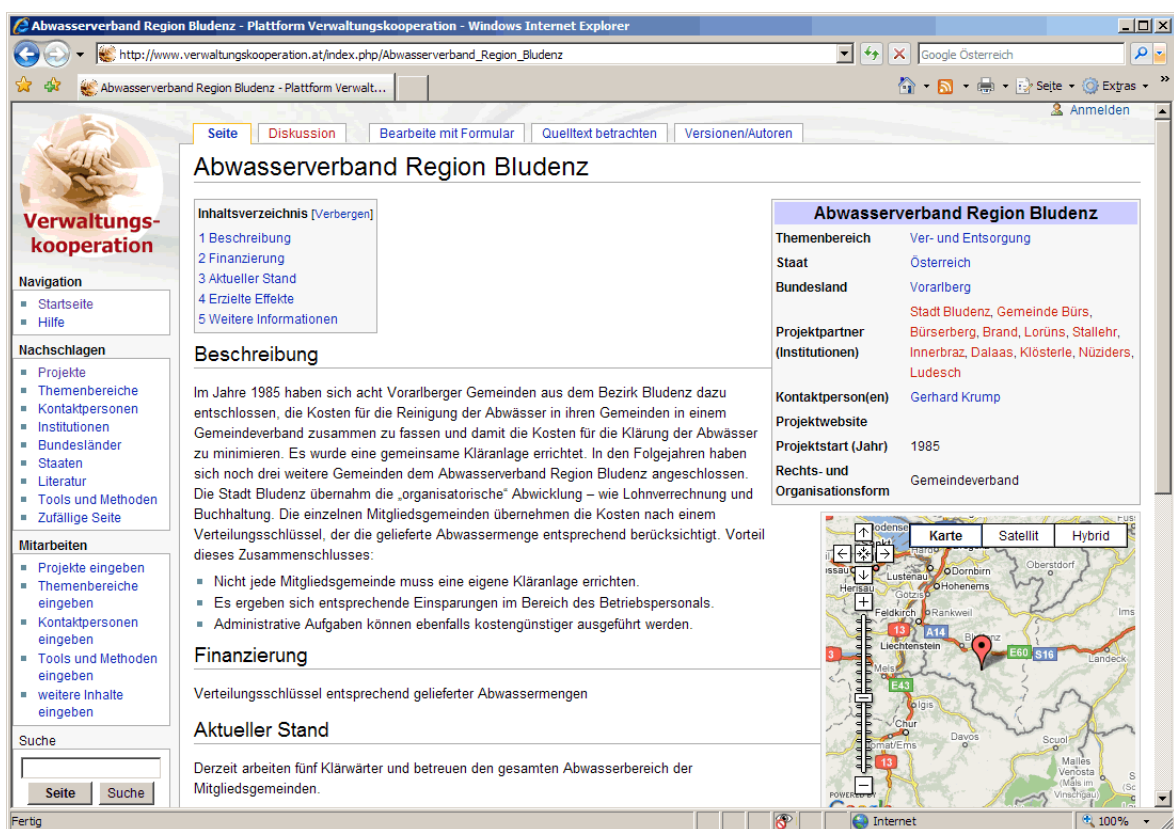 Abwasserverband Region Bludenz - Plattform Verwaltungskooperation - Windows Internet Explorer
http://www.verwaltungskooperation.at/index.php/Abwasserverband_Region_Bludenz
Google Österreich
Abwasserverband Region Bludenz - Plattform Verwalt...
Seite
Extras
»
Anmelden
Seite
Diskussion
Bearbeite mit Formular
Quelltext betrachten
Versionen/Autoren
Verwaltungs-
kooperation
Navigation
Startseite
Hilfe
Nachschlagen
Projekte
Themenbereiche
Kontaktpersonen
Institutionen
Bundesländer
Staaten
Literatur
Tools und Methoden
Zufällige Seite
Mitarbeiten
Projekte eingeben
Themenbereiche
eingeben
Kontaktpersonen
eingeben
Tools und Methoden
eingeben
weitere Inhalte
eingeben
Suche
Seite
Suche
Abwasserverband Region Bludenz
Inhaltsverzeichnis [Verbergen]
1 Beschreibung
2 Finanzierung
3 Aktueller Stand
4 Erzielte Effekte
5 Weitere Informationen
Beschreibung
Im Jahre 1985 haben sich acht Vorarlberger Gemeinden aus dem Bezirk Bludenz dazu
entschlossen, die Kosten für die Reinigung der Abwässer in ihren Gemeinden in einem
Gemeindeverband zusammen zu fassen und damit die Kosten für die Klärung der Abwässer
zu minimieren. Es wurde eine gemeinsame Kläranlage errichtet. In den Folgejahren haben
sich noch drei weitere Gemeinden dem Abwasserverband Region Bludenz angeschlossen.
Die Stadt Bludenz übernahm die „organisatorische“ Abwicklung – wie Lohnverrechnung und
Buchhaltung. Die einzelnen Mitgliedsgemeinden übernehmen die Kosten nach einem
Verteilungsschlüssel, der die gelieferte Abwassermenge entsprechend berücksichtigt. Vorteil
dieses Zusammenschlusses:
Nicht jede Mitgliedsgemeinde muss eine eigene Kläranlage errichten.
Es ergeben sich entsprechende Einsparungen im Bereich des Betriebspersonals.
Administrative Aufgaben können ebenfalls kostengünstiger ausgeführt werden.
Finanzierung
Verteilungsschlüssel entsprechend gelieferter Abwassermengen
Aktueller Stand
Derzeit arbeiten fünf Klärwärter und betreuen den gesamten Abwasserbereich der
Mitgliedsgemeinden.
Abwasserverband Region Bludenz
Themenbereich Ver- und Entsorgung
Staat Österreich
Bundesland Vorarlberg
Projektpartner
(Institutionen)
Stadt Bludenz, Gemeinde Bürs,
Bürserberg, Brand, Lorüns, Stallehr,
Innerbraz, Dalaas, Klösterle, Nüziders,
Ludesch
Kontaktperson(en) Gerhard Krump
Projektwebsite
Projektstart (Jahr) 1985
Rechts- und
Organisationsform
Gemeindeverband
Karte
Satellit
Hybrid
Oberstdorf
Dornbirn
Lustenau
Hohenems
Herisau
Götzis
Feldkirch
Rankweil
13
A14
Liechtenstein
E60
S16
Landeck
Mels
E43
Chur
Davos
Scuol
13
Malles
Venosta
(Mals im
Vinschgau)
POWERED BY
Google
Fertig
Internet
100%